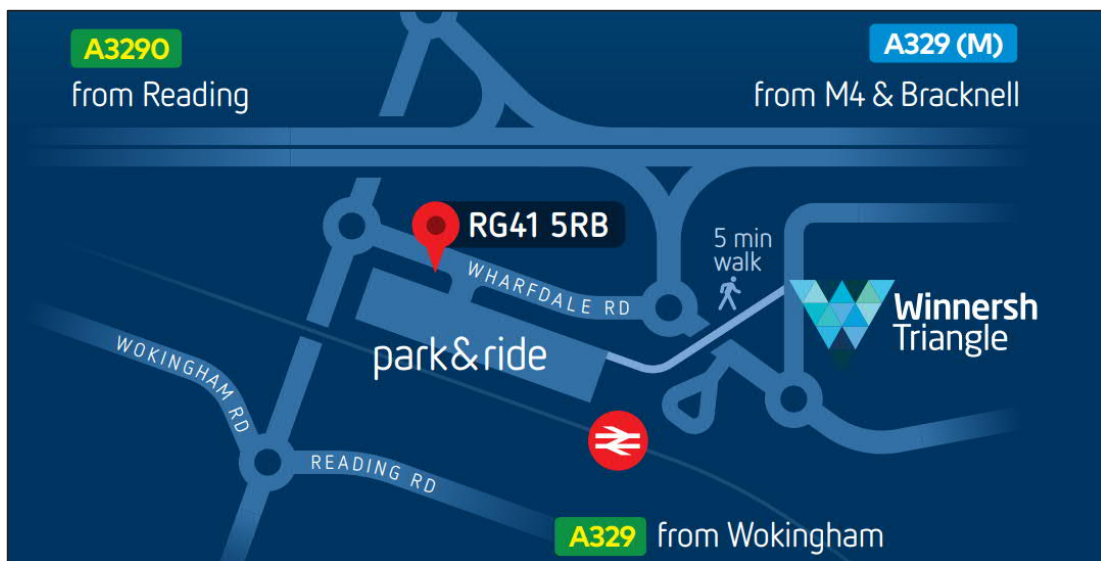 A3290
from Reading
A329 (M)
from M4 & Bracknell
RG41 5RB
WHARFDALE RD
5 min
walk
Winnersh
Triangle
park&ride
WOKINGHAM RD
READING RD
A329 from Wokingham